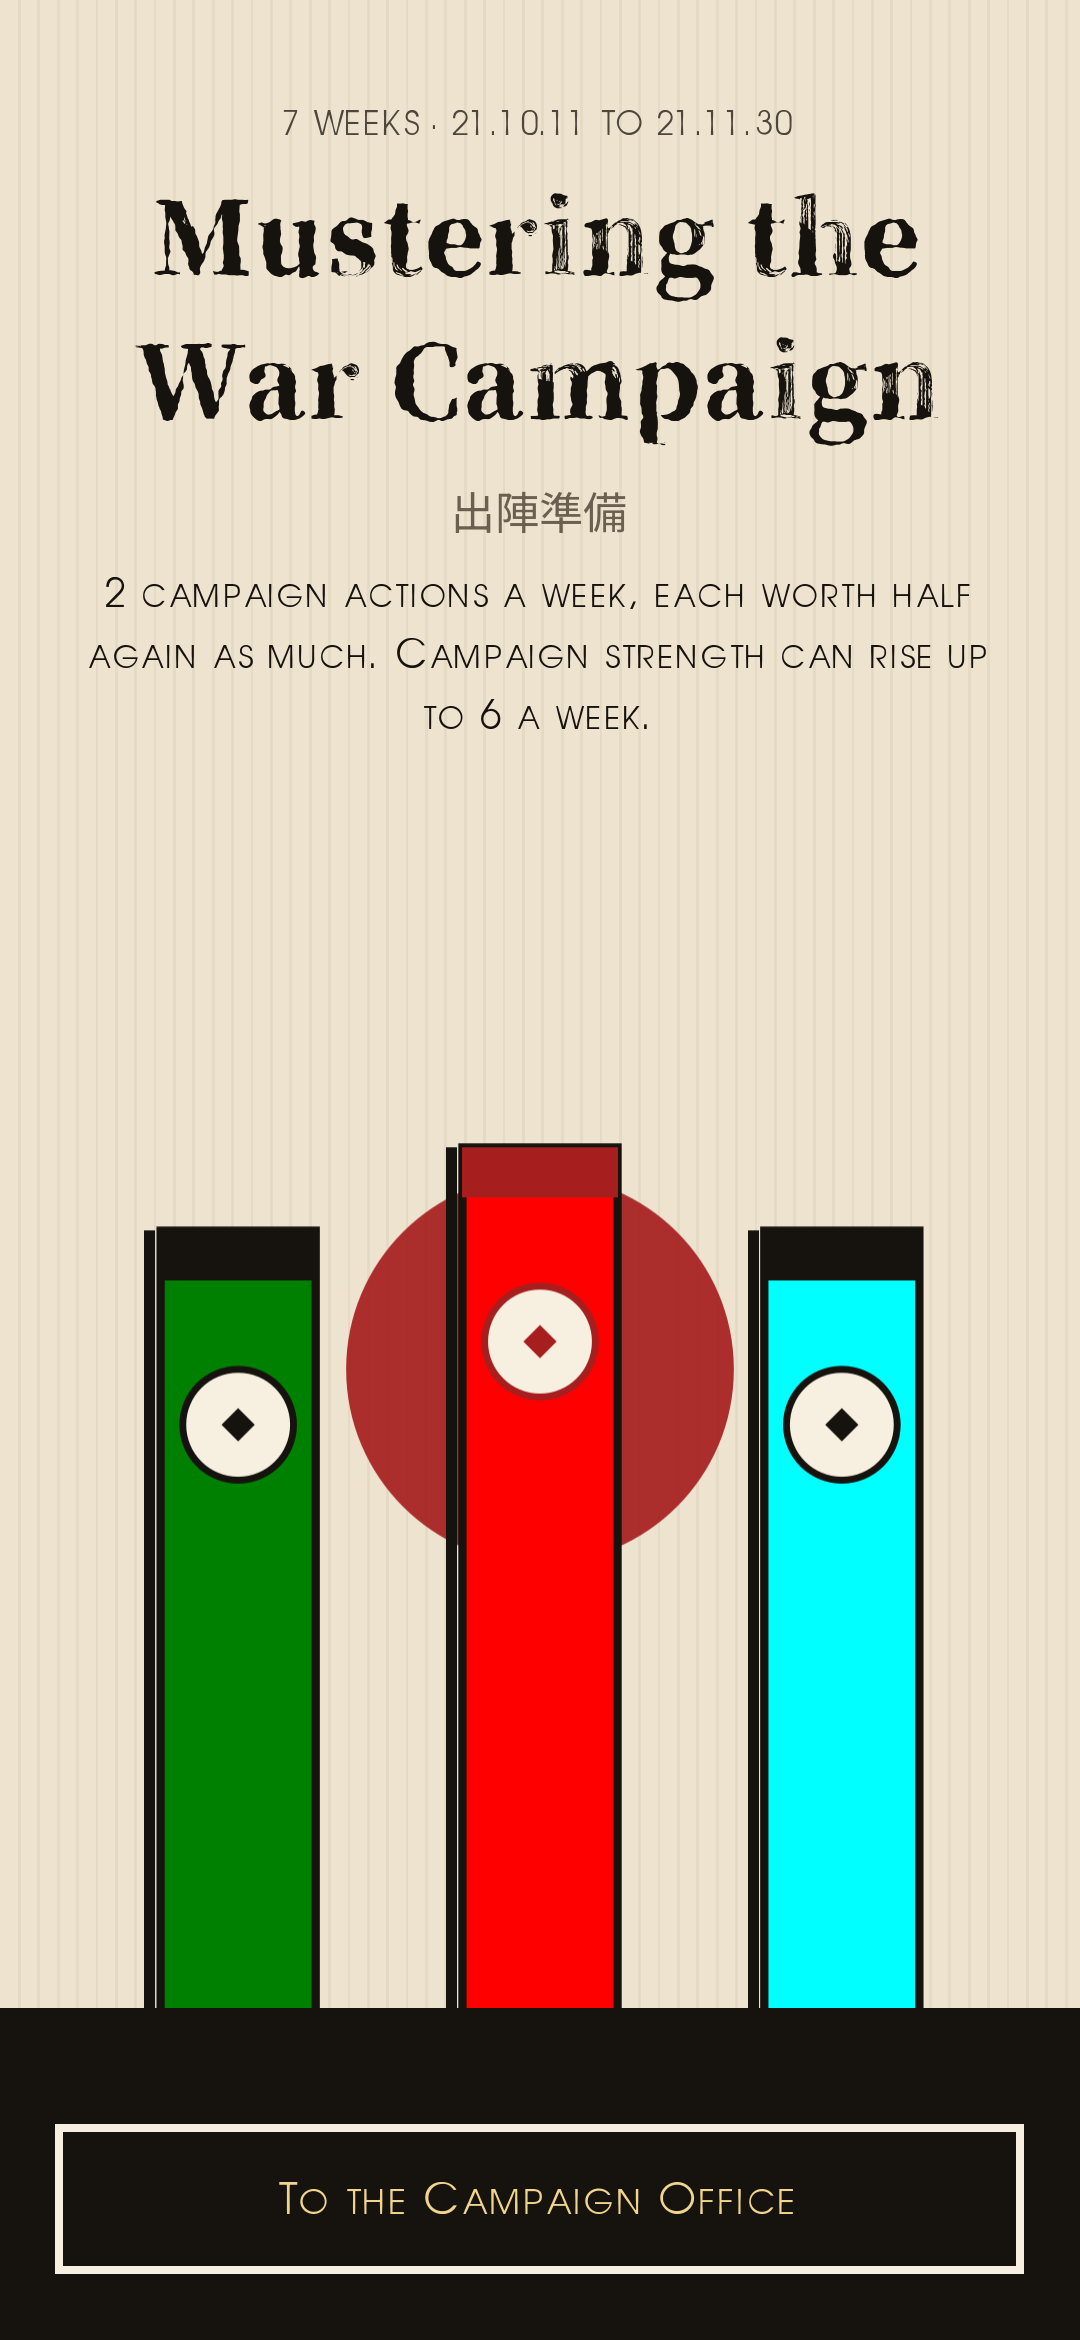 7 WEEKS · 21.10.11 TO 21.11.30
Mustering the
War Campaign
出陣準備
2 CAMPAIGN ACTIONS A WEEK, EACH WORTH HALF
AGAIN AS MUCH. CAMPAIGN STRENGTH CAN RISE UP
TO 6 A WEEK.
TO THE CAMPAIGN OFFICE